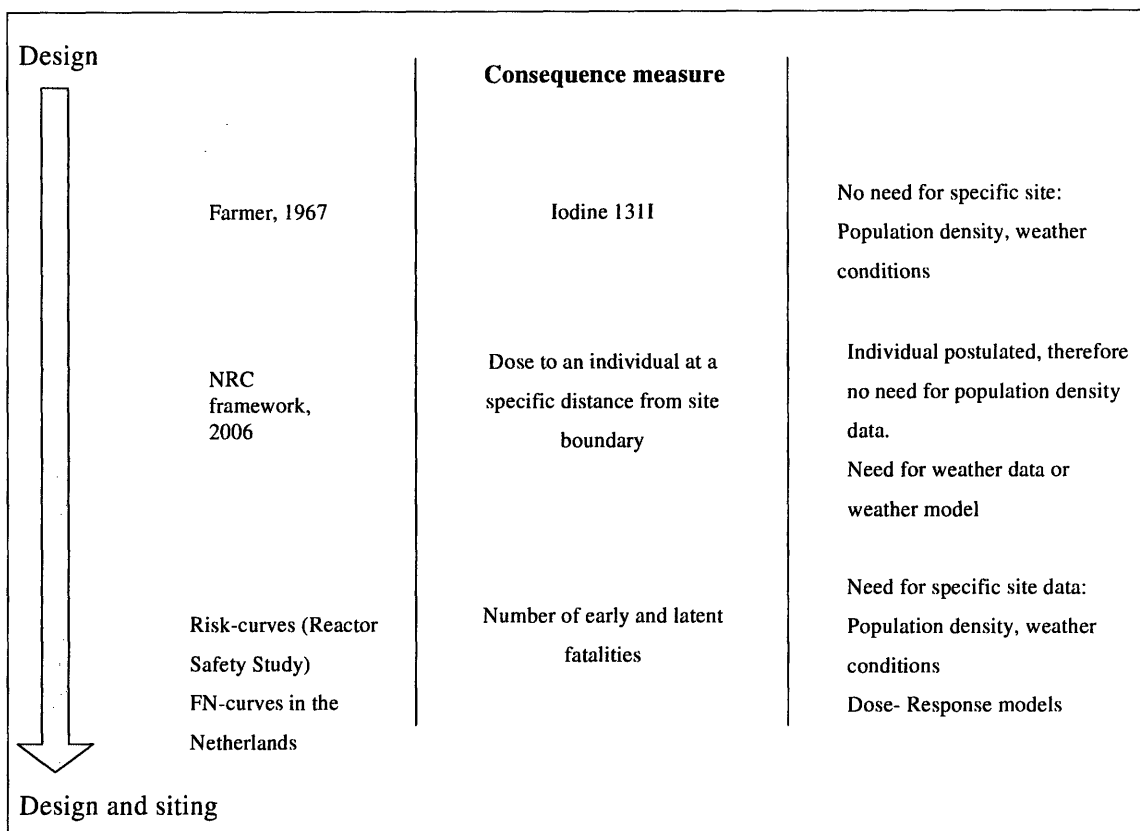 Design
Consequence measure
Farmer, 1967
Iodine 131I
No need for specific site:
Population density, weather
conditions
NRC
framework,
2006
Dose to an individual at a
specific distance from site
boundary
Individual postulated, therefore
no need for population density
data.
Need for weather data or
weather model
Risk-curves (Reactor
Safety Study)
FN-curves in the
Netherlands
Number of early and latent
fatalities
Need for specific site data:
Population density, weather
conditions
Dose- Response models
Design and siting